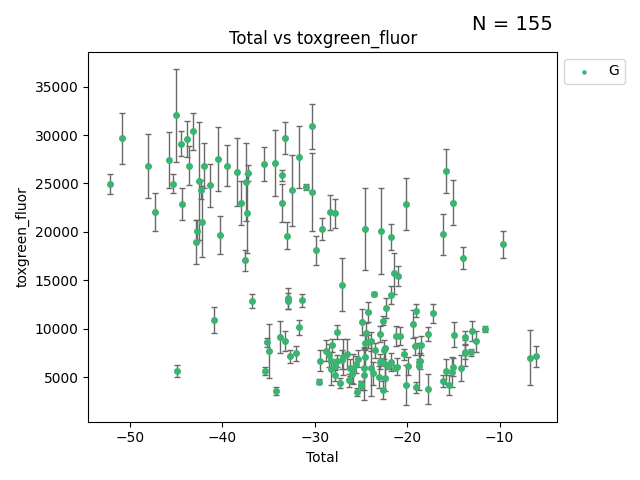 N = 155
Total vs toxgreen_fluor
G
35000
30000
25000
20000
15000
10000
5000
toxgreen_fluor
−50 −40 −30 −20 −10
Total